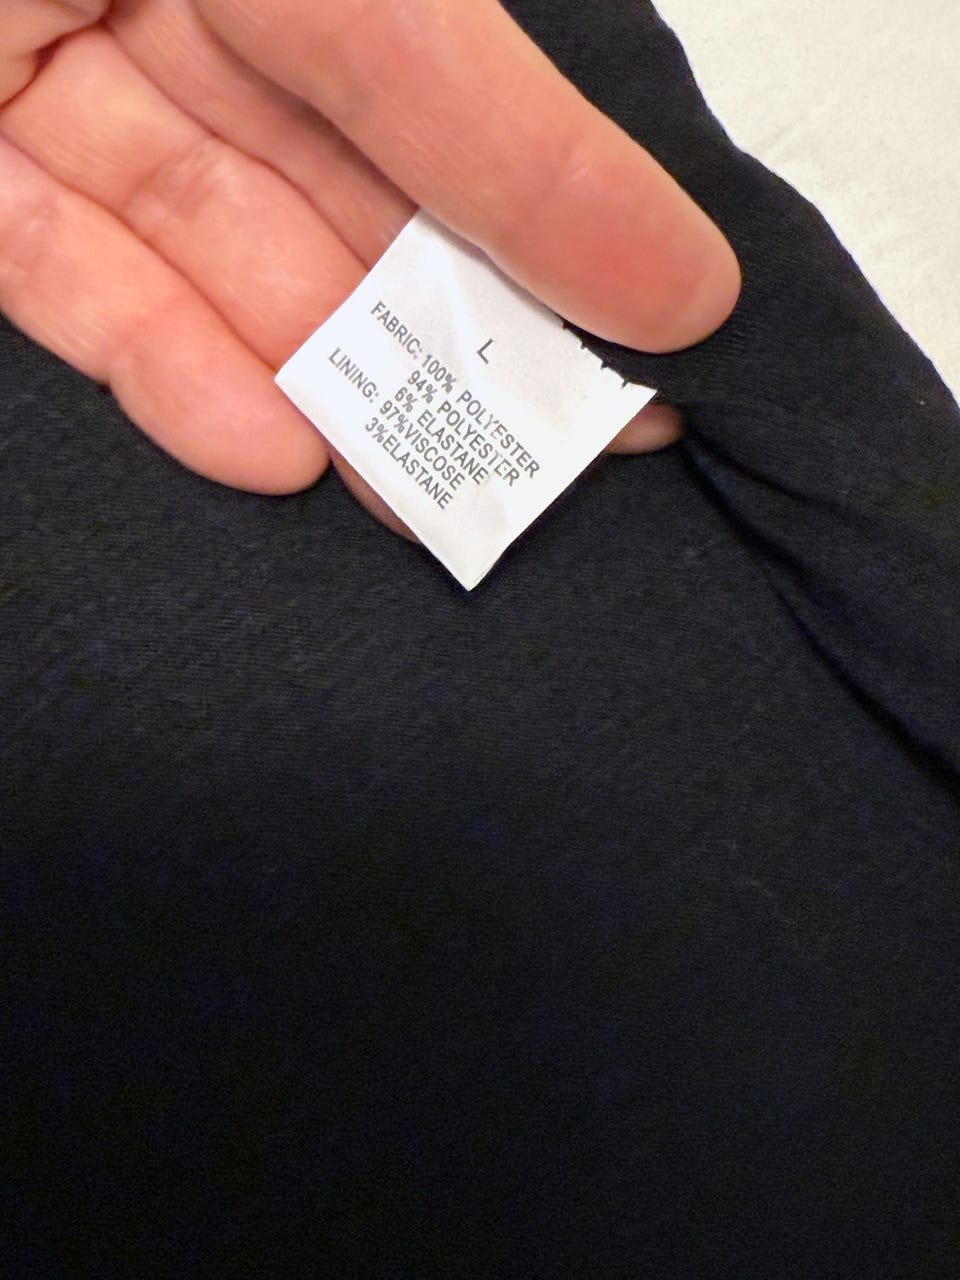 L
FABRIC: 100% POLYESTER
94% POLYESTER
6% ELASTANE
LINING: 97%VISCOSE
3%ELASTANE